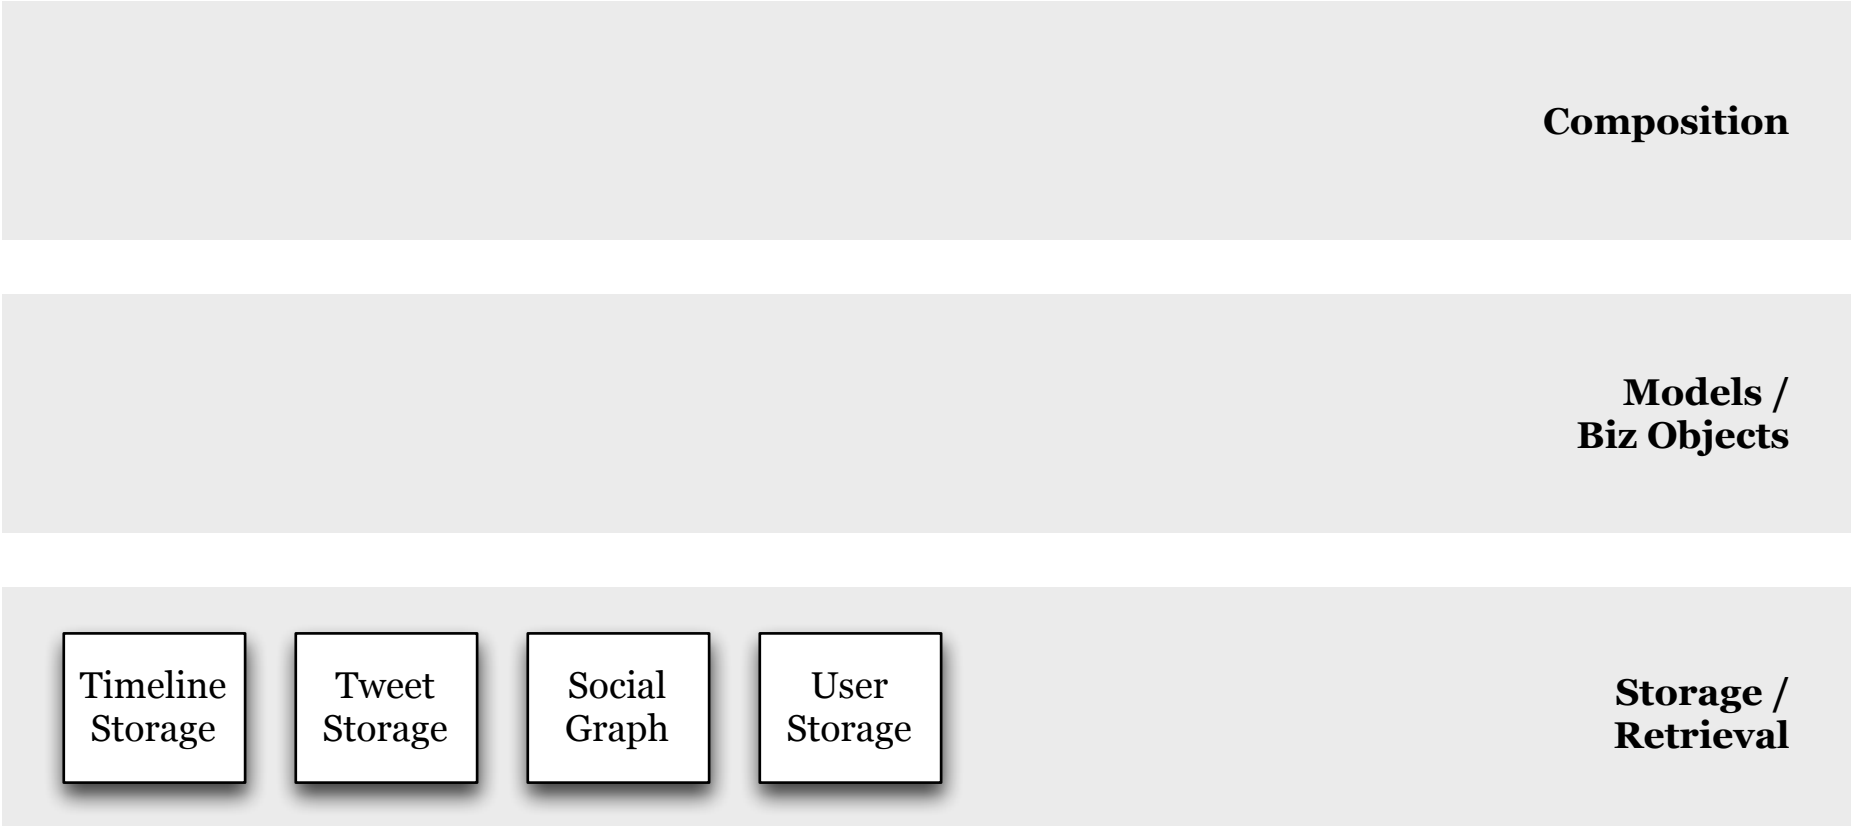 Composition
Models /
Biz Objects
Timeline
Storage
Tweet
Storage
Social
Graph
User
Storage
Storage /
Retrieval